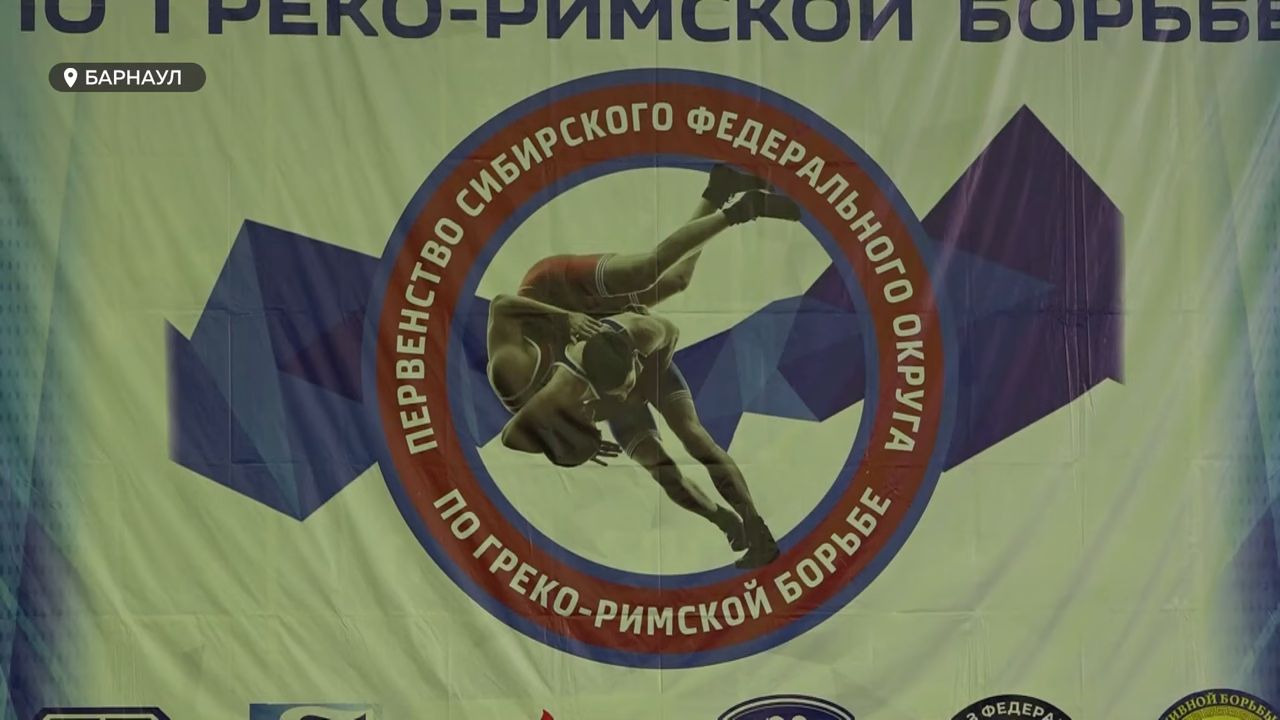 ПО ГРЕКО-РИМСКОЙ БОРЬБЕ
БАРНАУЛ
ПЕРВЕНСТВО СИБИРСКОГО ФЕДЕРАЛЬНОГО ОКРУГА
ПО ГРЕКО-РИМСКОЙ БОРЬБЕ